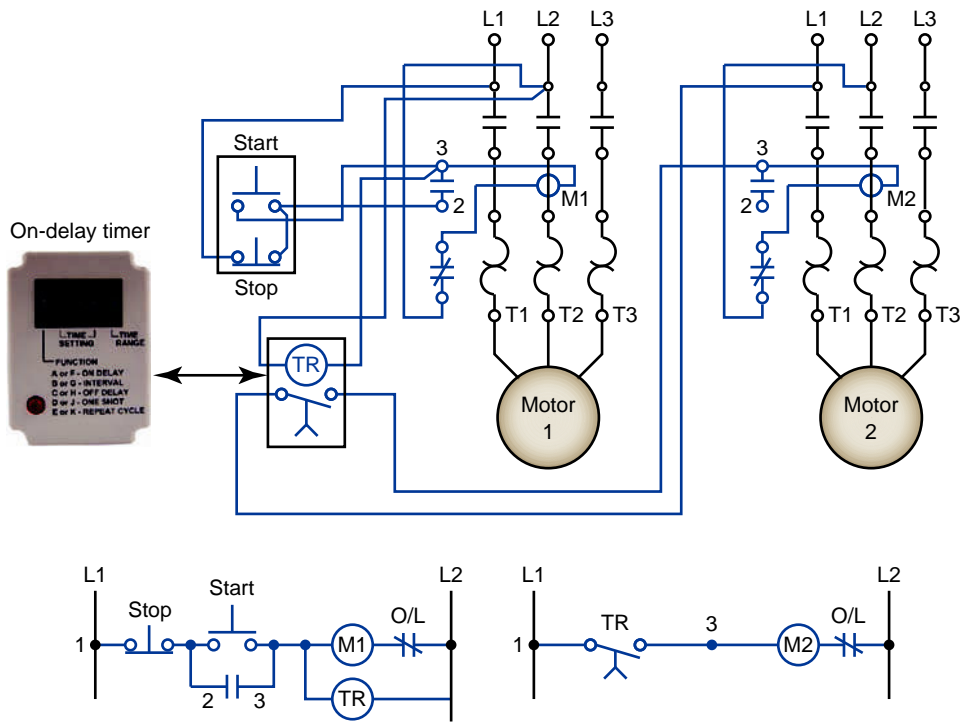 L1 L2 L3
L1 L2 L3
Start
3
2
M1
Stop
On-delay timer
TIME SETTING
TIME RANGE
FUNCTION
A or F - ON DELAY
B or G - INTERVAL
C or H - OFF DELAY
D or J - ONE SHOT
E or K - REPEAT CYCLE
TR
T1 T2 T3
Motor
1
3
2
M2
T1 T2 T3
Motor
2
L1
L2
Stop
Start
O/L
1
M1
2 3
TR
L1
L2
TR
3
O/L
1
M2